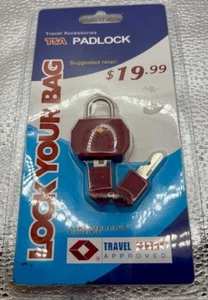 Travel Accessories
TSA PADLOCK
Suggested retail:
$19.99
LOCK YOUR BAG
TRAVEL
APPROVED